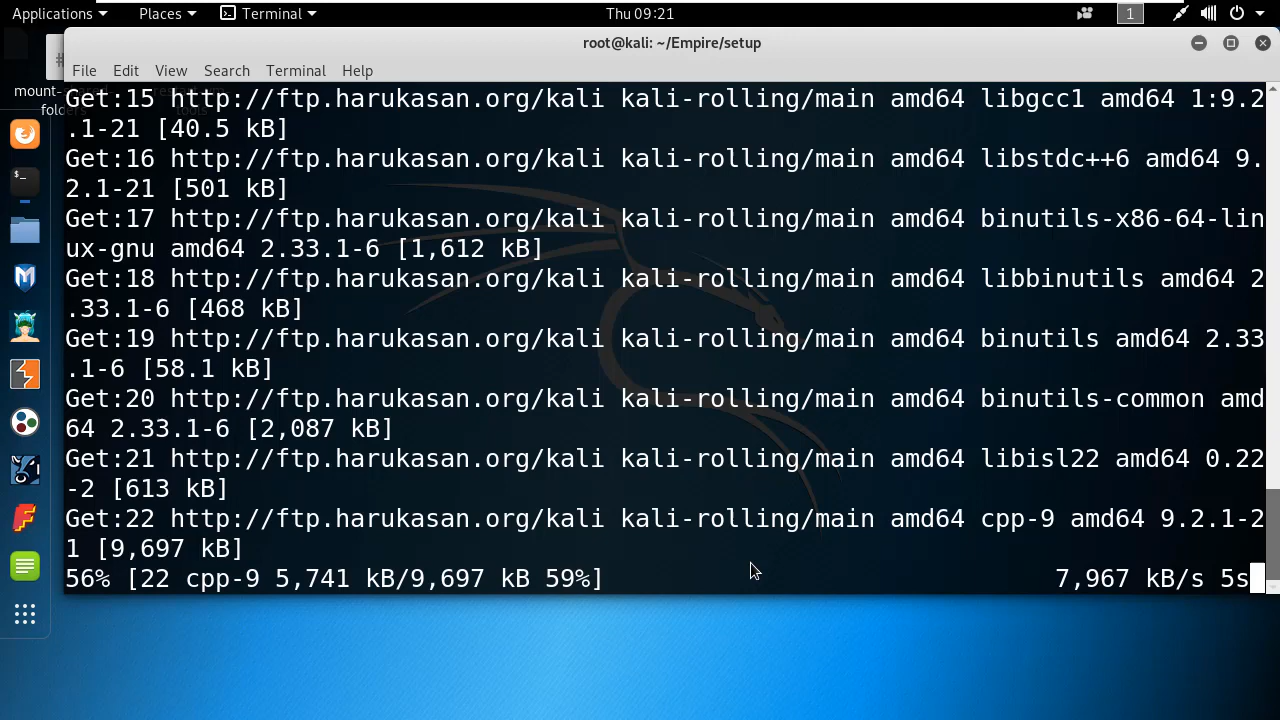 Applications Places Terminal Thu 09:21 1
root@kali: ~/Empire/setup
File Edit View Search Terminal Help
mount-
folders
Get:15 http://ftp.harukasan.org/kali kali-rolling/main amd64 libgcc1 amd64 1:9.2
.1-21 [40.5 kB]
Get:16 http://ftp.harukasan.org/kali kali-rolling/main amd64 libstdc++6 amd64 9.
2.1-21 [501 kB]
Get:17 http://ftp.harukasan.org/kali kali-rolling/main amd64 binutils-x86-64-lin
ux-gnu amd64 2.33.1-6 [1,612 kB]
Get:18 http://ftp.harukasan.org/kali kali-rolling/main amd64 libbinutils amd64 2
.33.1-6 [468 kB]
Get:19 http://ftp.harukasan.org/kali kali-rolling/main amd64 binutils amd64 2.33
.1-6 [58.1 kB]
Get:20 http://ftp.harukasan.org/kali kali-rolling/main amd64 binutils-common amd
64 2.33.1-6 [2,087 kB]
Get:21 http://ftp.harukasan.org/kali kali-rolling/main amd64 libisl22 amd64 0.22
-2 [613 kB]
Get:22 http://ftp.harukasan.org/kali kali-rolling/main amd64 cpp-9 amd64 9.2.1-2
1 [9,697 kB]
56% [22 cpp-9 5,741 kB/9,697 kB 59%] 7,967 kB/s 5s